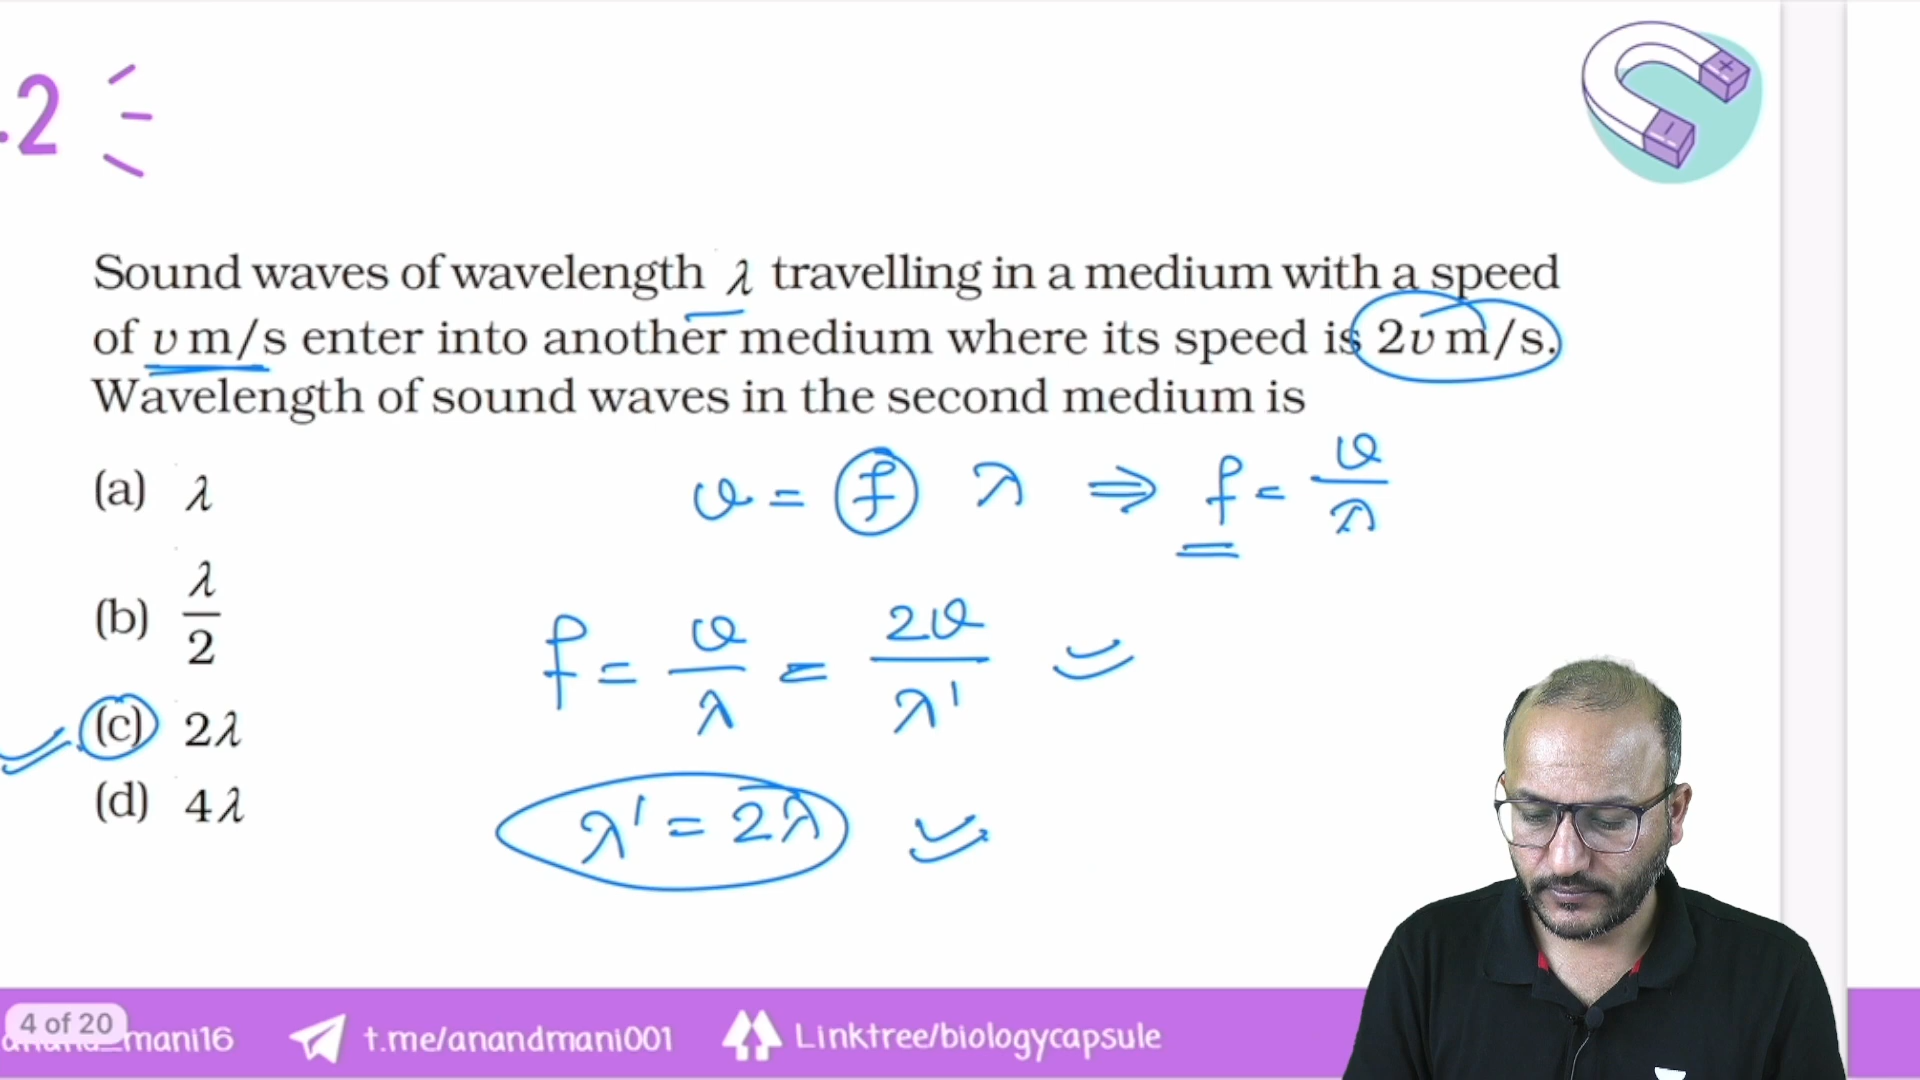 .2
Sound waves of wavelength λ travelling in a medium with a speed
of υ m/s enter into another medium where its speed is 2υ m/s.
Wavelength of sound waves in the second medium is
(a) λ
v = f λ ⇒ f = v/λ
(b) λ/2
f = v/λ = 2v/λ'
(c) 2λ
(d) 4λ
λ' = 2λ
4 of 20
mani16
t.me/anandmani001
Linktree/biologycapsule